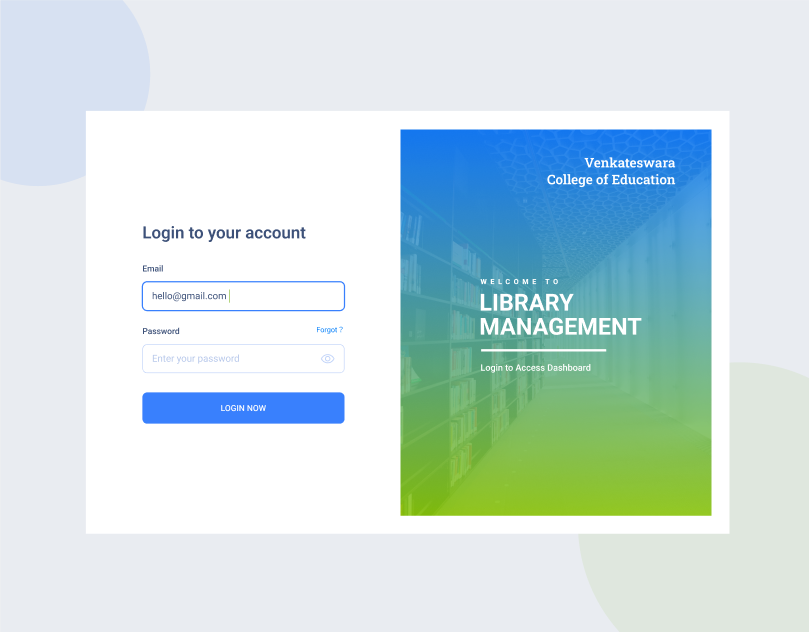 Login to your account
Email
hello@gmail.com
Password
Forgot ?
Enter your password
LOGIN NOW
Venkateswara
College of Education
WELCOME TO
LIBRARY
MANAGEMENT
Login to Access Dashboard